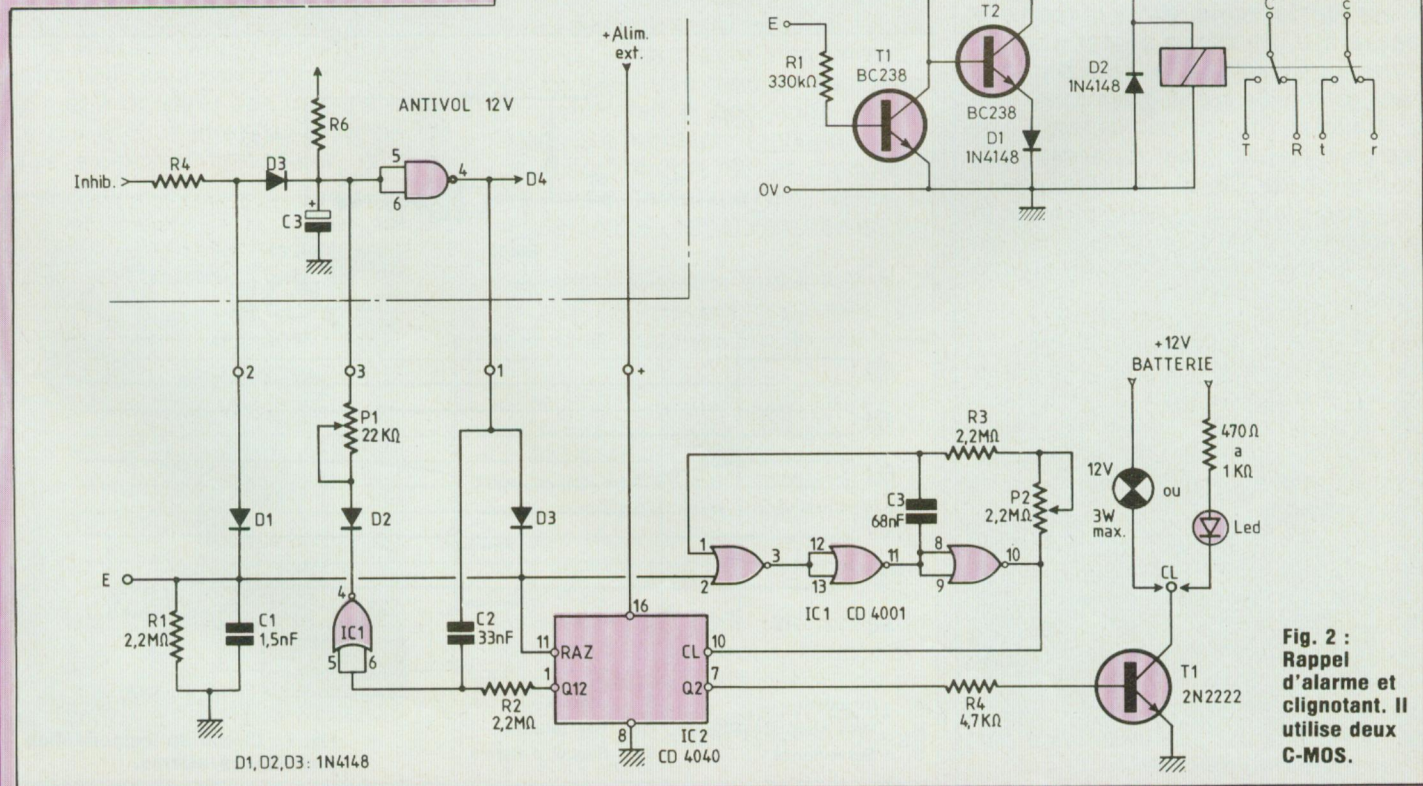 +Alim.
ext.
ANTIVOL 12V
R6
R4
D3
Inhib.
5
6
4
D4
+
C3
E
R1
330kΩ
T1
BC238
T2
BC238
D1
1N4148
D2
1N4148
C
c
T
R
t
r
0V
2
3
1
+
P1
22KΩ
D1
D2
D3
E
R1
2,2MΩ
C1
1,5nF
4
IC1
5
6
C2
33nF
R2
2,2MΩ
16
11
RAZ
1
Q12
CL
10
Q2
7
8
IC2
CD 4040
R3
2,2MΩ
C3
68nF
P2
2,2MΩ
1
2
3
12
13
11
8
9
10
IC1 CD 4001
R4
4,7KΩ
+12V
BATTERIE
12V
ou
3W
max.
470Ω
a
1KΩ
Led
CL
T1
2N2222
D1,D2,D3: 1N4148
Fig. 2 :
Rappel
d'alarme et
clignotant. Il
utilise deux
C-MOS.